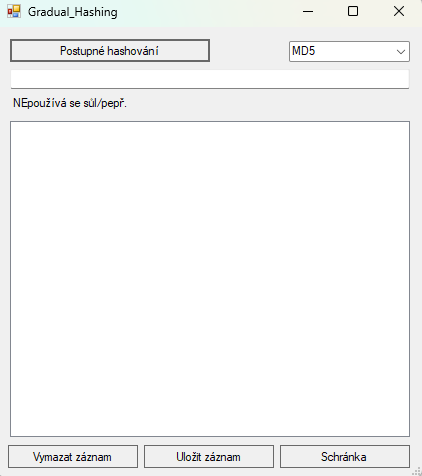 Gradual_Hashing
Postupné hashování
MD5
NEpoužívá se sůl/pepř.
Vymazat záznam
Uložit záznam
Schránka